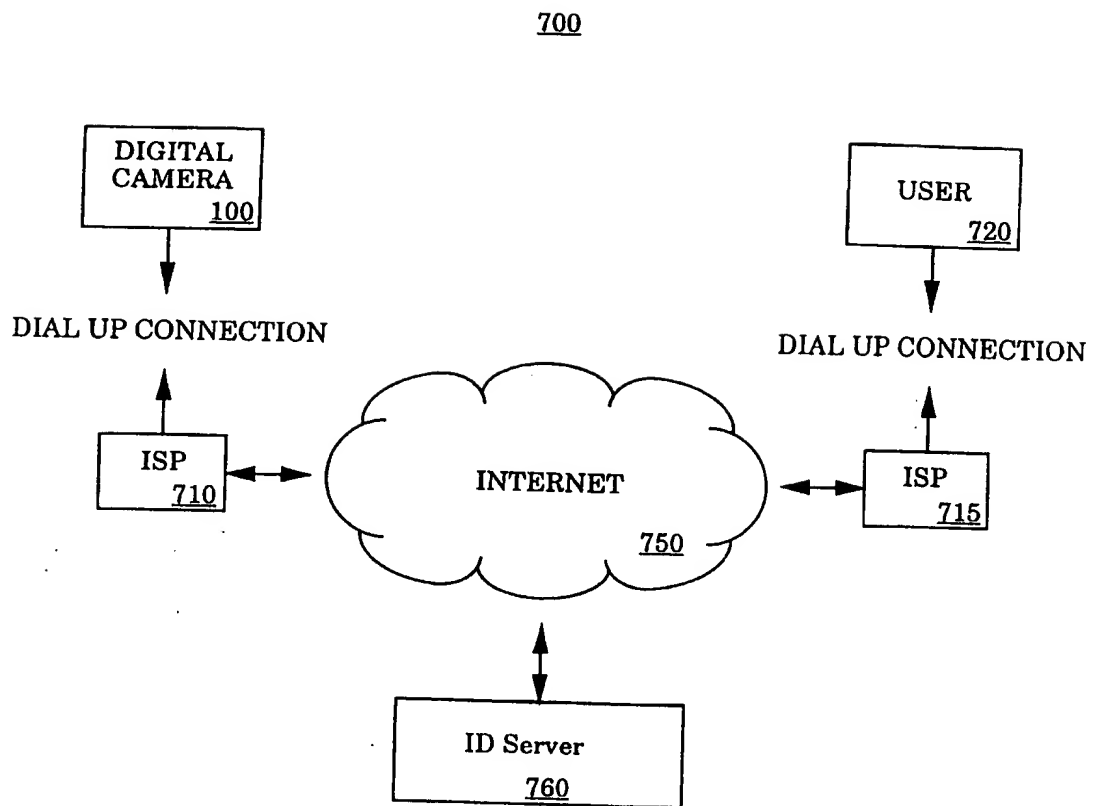 700
DIGITAL
CAMERA
100
USER
720
DIAL UP CONNECTION
DIAL UP CONNECTION
ISP
710
INTERNET
750
ISP
715
ID Server
760